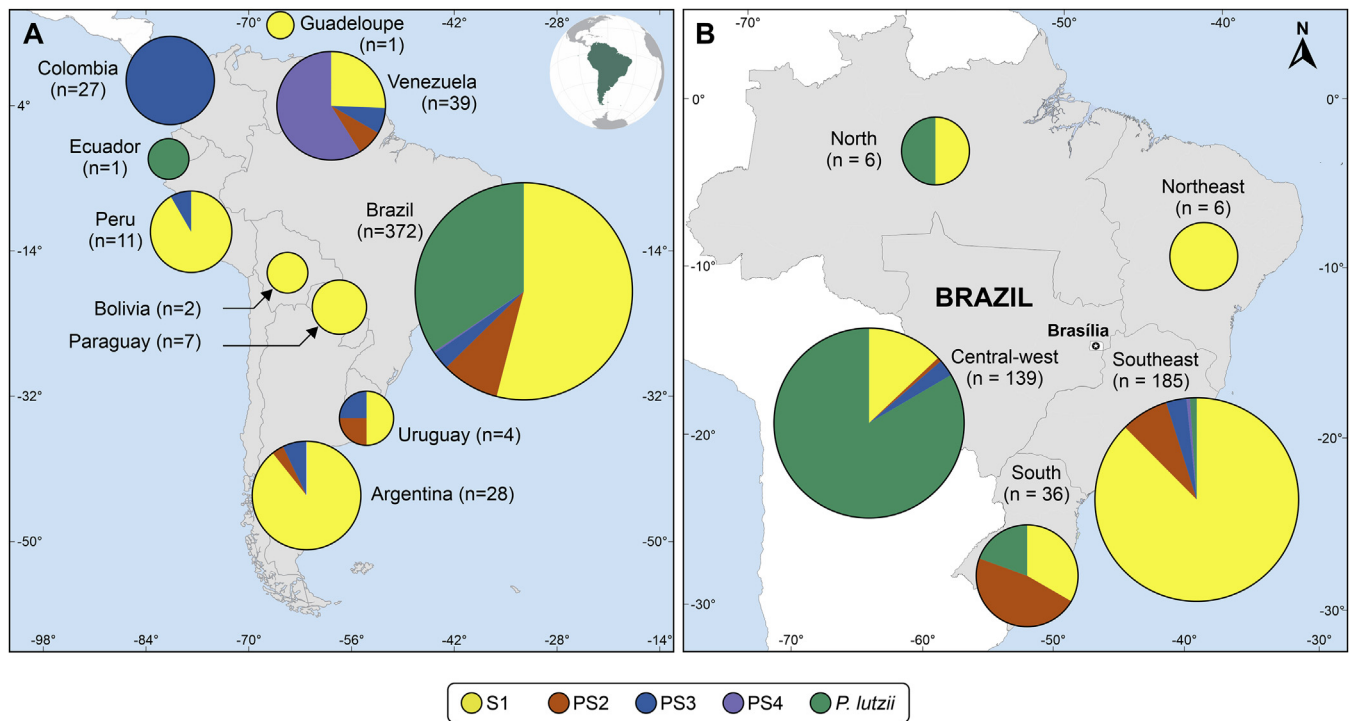 A
-70°
-42°
-28°
Guadeloupe
(n=1)
Colombia
(n=27)
Venezuela
(n=39)
4°
Ecuador
(n=1)
Brazil
(n=372)
Peru
(n=11)
-14°
-14°
Bolivia (n=2)
Paraguay (n=7)
-32°
-32°
Uruguay (n=4)
Argentina (n=28)
-50°
-50°
-98°
-84°
-70°
-56°
-42°
-28°
-14°
B
-70°
-50°
-40°
N
0°
0°
North
(n = 6)
Northeast
(n = 6)
-10°
-10°
BRAZIL
Brasília
Central-west
(n = 139)
Southeast
(n = 185)
-20°
-20°
South
(n = 36)
-30°
-30°
-70°
-60°
-50°
-40°
-30°
S1
PS2
PS3
PS4
P. lutzii